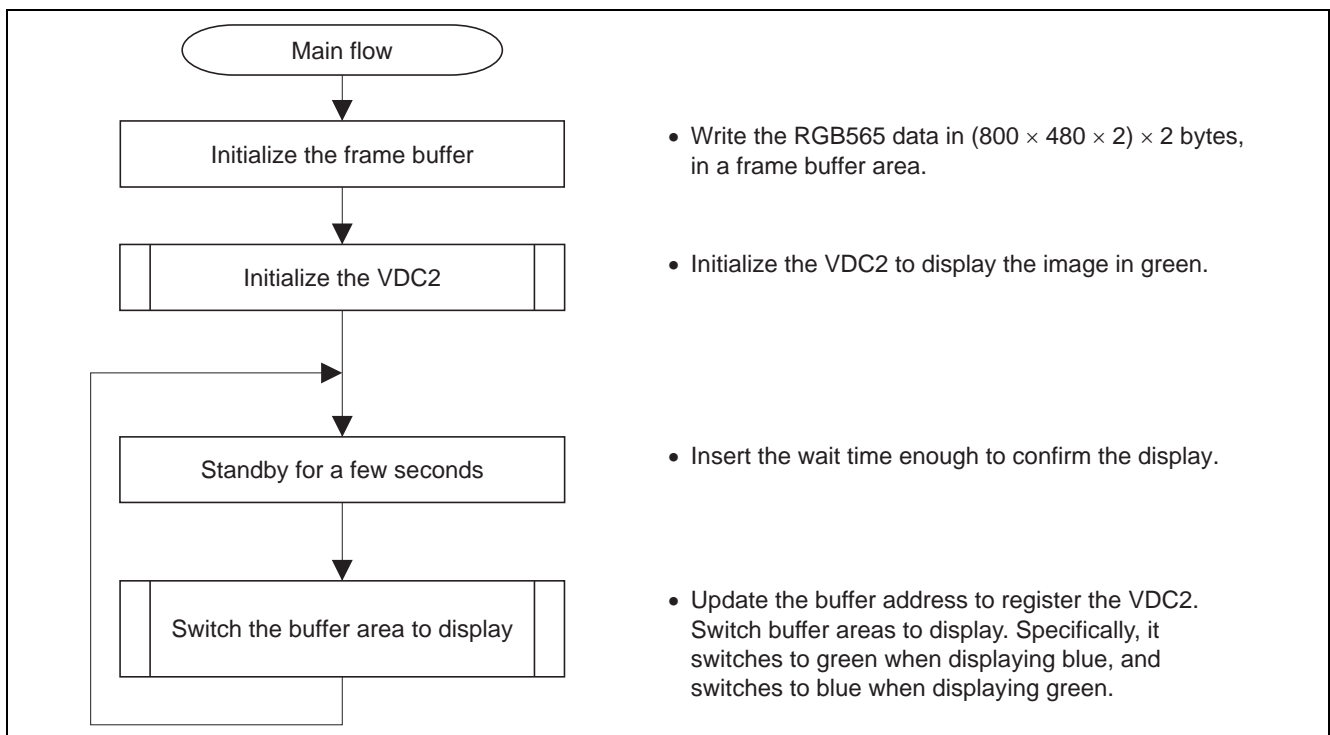 Main flow
Initialize the frame buffer
• Write the RGB565 data in (800 × 480 × 2) × 2 bytes,
in a frame buffer area.
Initialize the VDC2
• Initialize the VDC2 to display the image in green.
Standby for a few seconds
• Insert the wait time enough to confirm the display.
Switch the buffer area to display
• Update the buffer address to register the VDC2.
Switch buffer areas to display. Specifically, it
switches to green when displaying blue, and
switches to blue when displaying green.